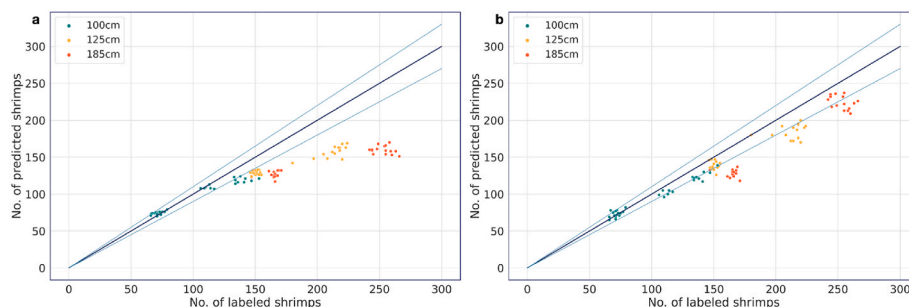 a
100cm
125cm
185cm
No. of predicted shrimps
300
250
200
150
100
50
0
0 50 100 150 200 250 300
No. of labeled shrimps
b
100cm
125cm
185cm
No. of predicted shrimps
300
250
200
150
100
50
0
0 50 100 150 200 250 300
No. of labeled shrimps